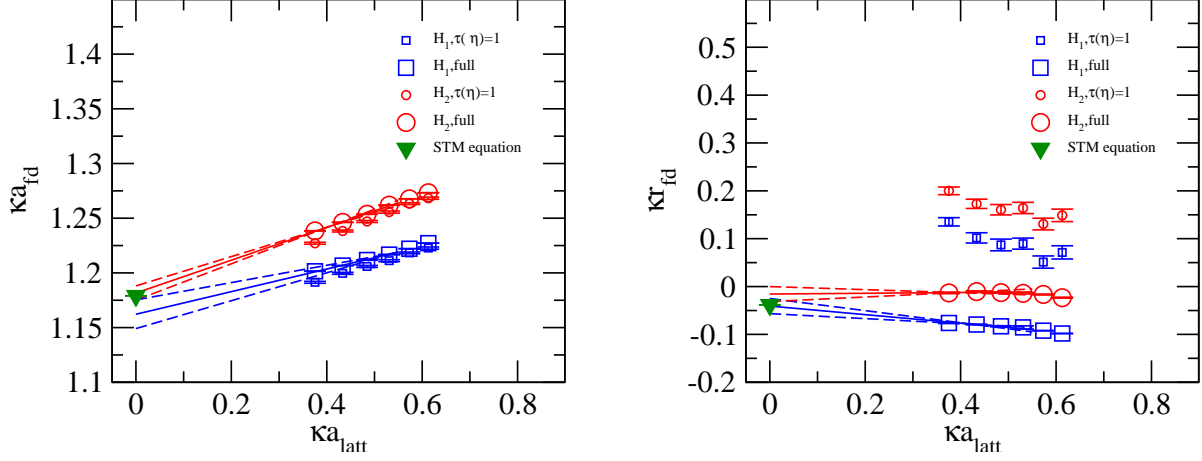 1.4
1.35
1.3
1.25
1.2
1.15
1.1
κa_fd
0
0.2
0.4
0.6
0.8
κa_latt
H_1,τ( η)=1
H_1,full
H_2,τ(η)=1
H_2,full
STM equation
0.5
0.4
0.3
0.2
0.1
0
-0.1
-0.2
κr_fd
0
0.2
0.4
0.6
0.8
κa_latt
H_1,τ(η)=1
H_1,full
H_2,τ(η)=1
H_2,full
STM equation